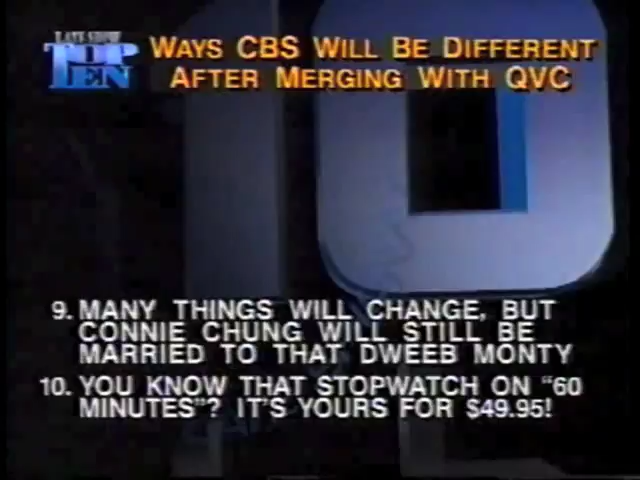 LATE SHOW
TOP
TEN
WAYS CBS WILL BE DIFFERENT
AFTER MERGING WITH QVC
10
9. MANY THINGS WILL CHANGE, BUT
CONNIE CHUNG WILL STILL BE
MARRIED TO THAT DWEEB MONTY
10. YOU KNOW THAT STOPWATCH ON "60
MINUTES"? IT'S YOURS FOR $49.95!